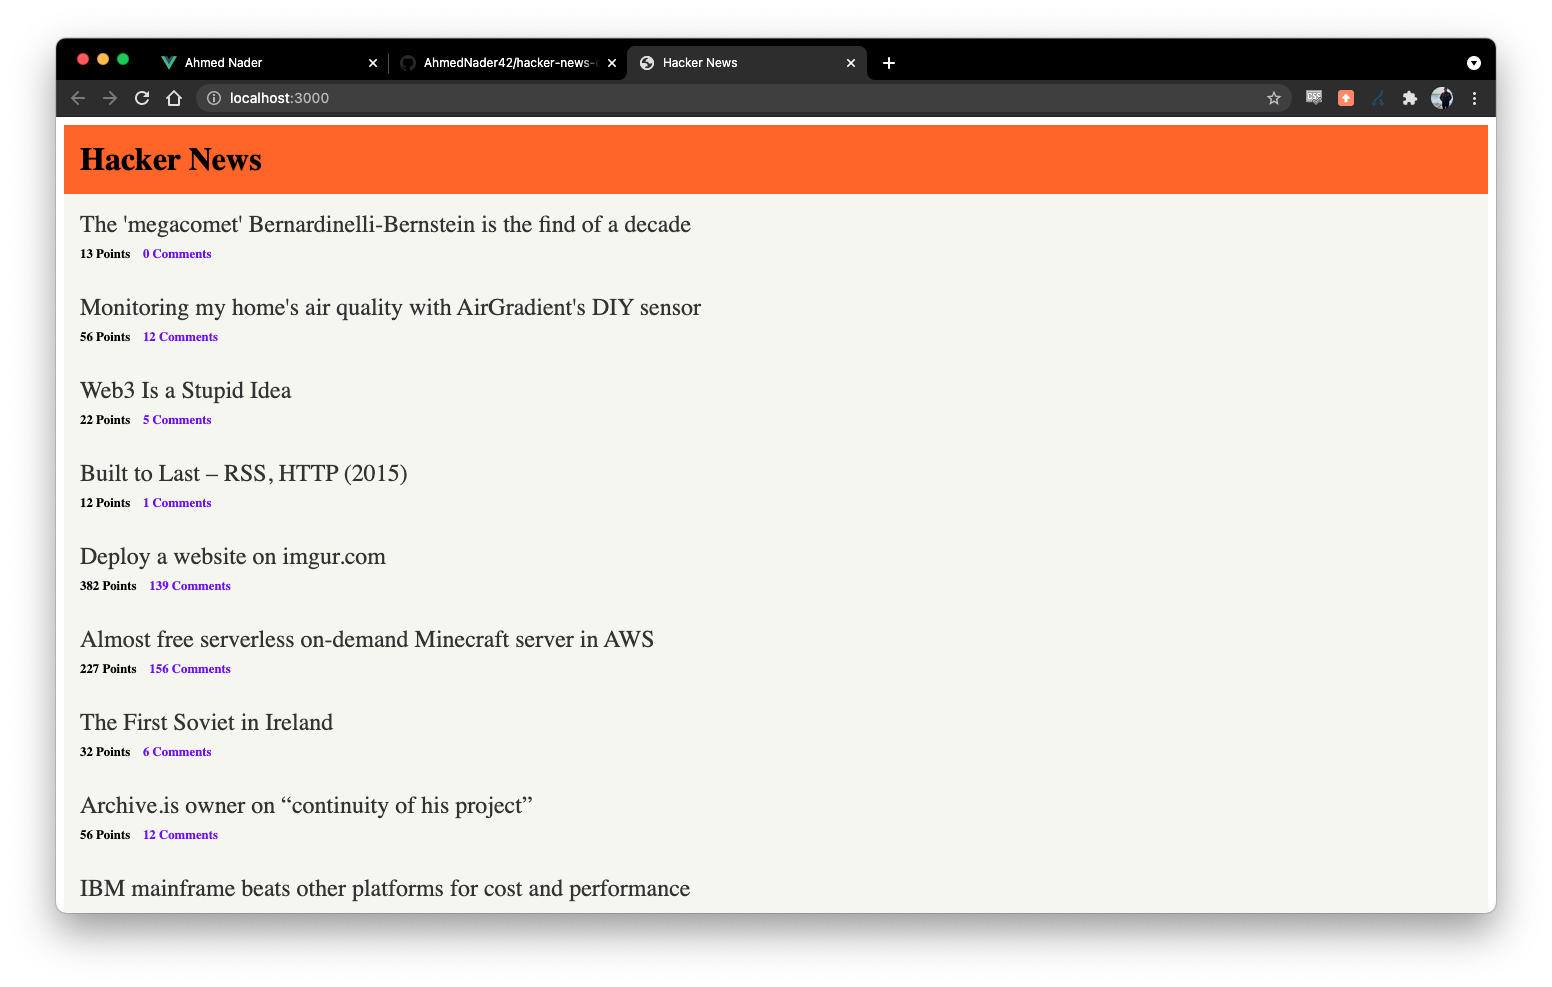 Ahmed Nader
AhmedNader42/hacker-news-
Hacker News
localhost:3000
CSS
Hacker News
The 'megacomet' Bernardinelli-Bernstein is the find of a decade
13 Points 0 Comments
Monitoring my home's air quality with AirGradient's DIY sensor
56 Points 12 Comments
Web3 Is a Stupid Idea
22 Points 5 Comments
Built to Last – RSS, HTTP (2015)
12 Points 1 Comments
Deploy a website on imgur.com
382 Points 139 Comments
Almost free serverless on-demand Minecraft server in AWS
227 Points 156 Comments
The First Soviet in Ireland
32 Points 6 Comments
Archive.is owner on “continuity of his project”
56 Points 12 Comments
IBM mainframe beats other platforms for cost and performance